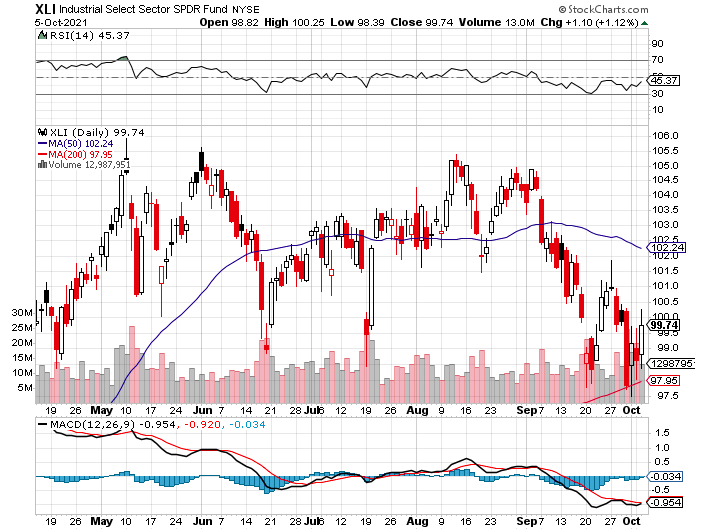 XLI Industrial Select Sector SPDR Fund NYSE © StockCharts.com
5-Oct-2021 Open 98.82 High 100.25 Low 98.39 Close 99.74 Volume 13.0M Chg +1.10 (+1.12%)
RSI(14) 45.37
90
70
50
45.37
30
10
XLI (Daily) 99.74
MA(50) 102.24
MA(200) 97.95
Volume 12,987,951
106.0
105.5
105.0
104.5
104.0
103.5
103.0
102.5
102.24
102.0
101.5
101.0
100.5
100.0
99.74
99.5
99.0
1298795
97.95
97.5
30M
25M
20M
15M
10M
5M
19 26 May 10 17 24 Jun 7 14 21 28 Jul 6 12 19 26 Aug 9 16 23 Sep 7 13 20 27 Oct
MACD(12,26,9) -0.954, -0.920, -0.034
1.5
1.0
0.5
-0.034
-0.5
-0.954
19 26 May 10 17 24 Jun 7 14 21 28 Jul 6 12 19 26 Aug 9 16 23 Sep 7 13 20 27 Oct